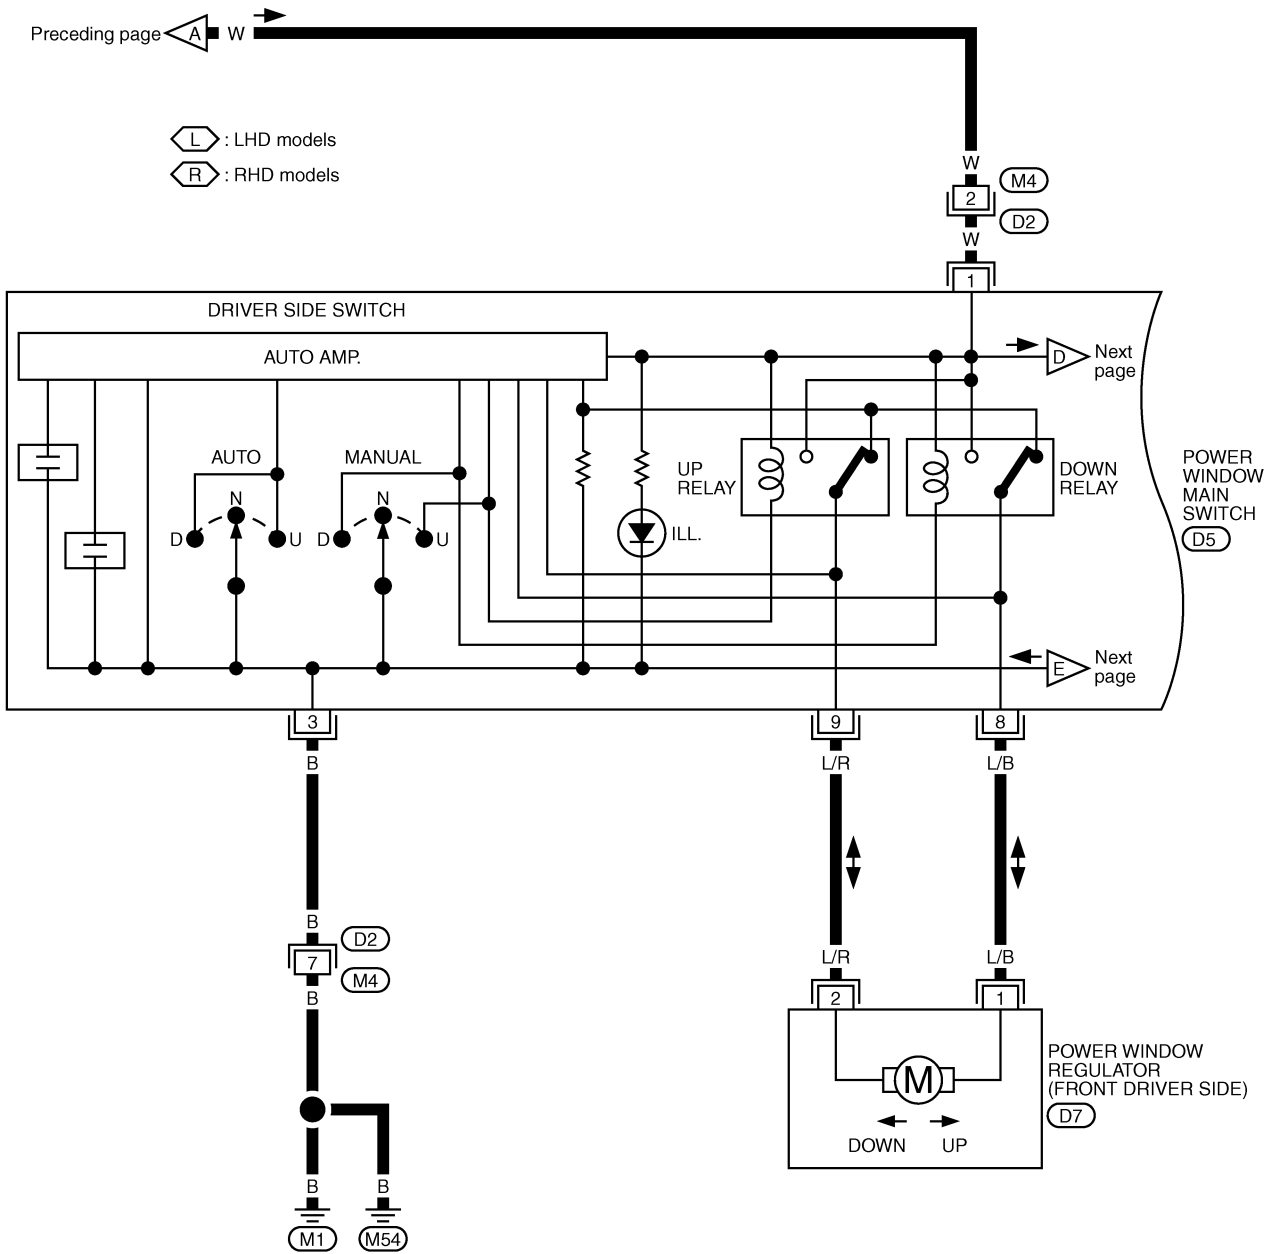 Preceding page A W
L : LHD models
R : RHD models
W
2
M4
D2
W
1
DRIVER SIDE SWITCH
AUTO AMP.
D
Next
page
AUTO
MANUAL
N
N
D
U
D
U
UP
RELAY
ILL.
DOWN
RELAY
POWER
WINDOW
MAIN
SWITCH
D5
E
Next
page
3
9
8
B
L/R
L/B
B
D2
7
M4
B
L/R
L/B
2
1
M
DOWN
UP
POWER WINDOW
REGULATOR
(FRONT DRIVER SIDE)
D7
B
B
M1
M54